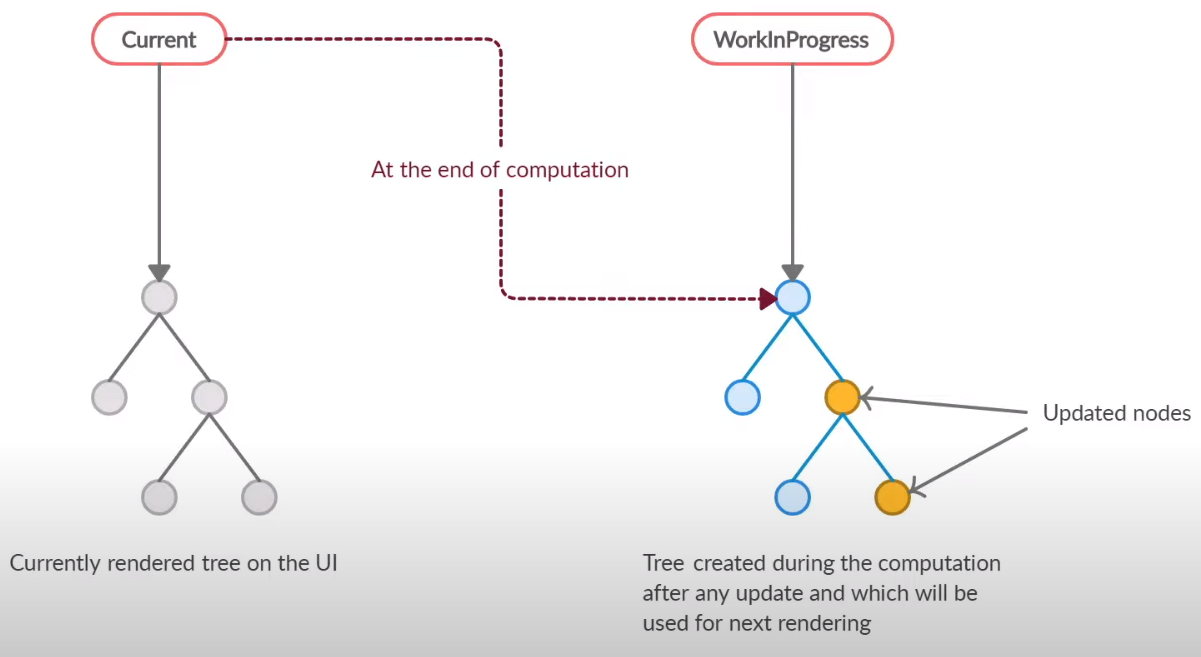 Current
WorkInProgress
At the end of computation
Updated nodes
Currently rendered tree on the UI
Tree created during the computation
after any update and which will be
used for next rendering